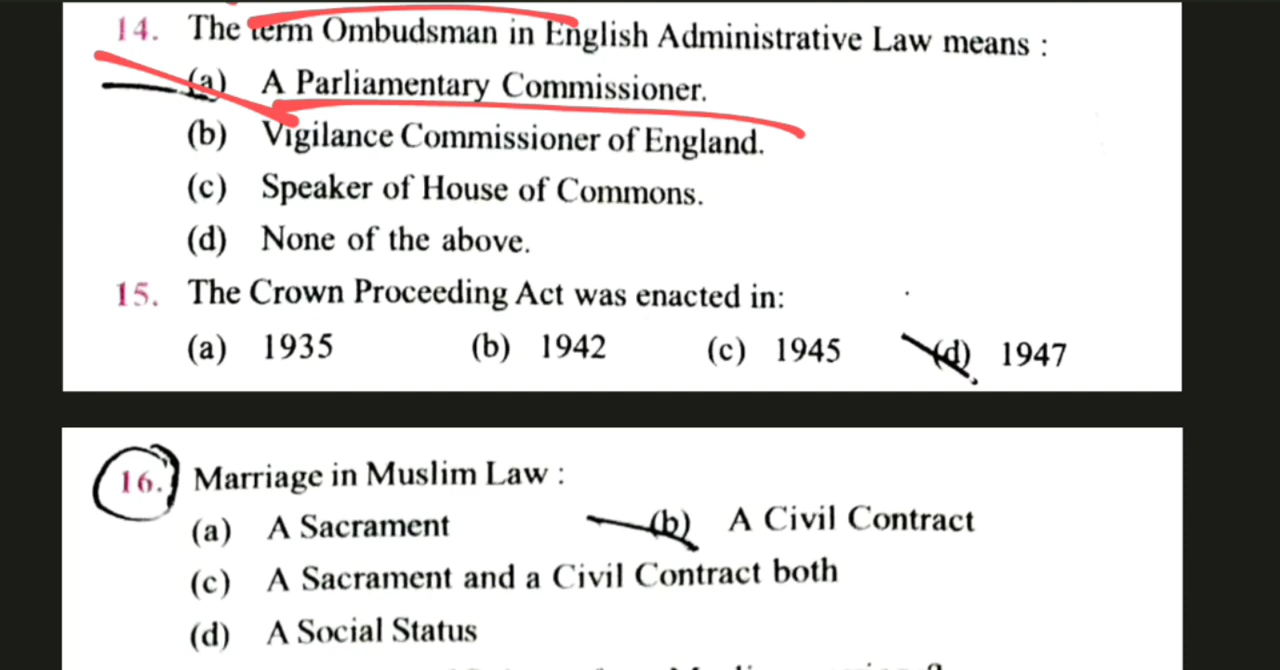 14. The term Ombudsman in English Administrative Law means :
(a) A Parliamentary Commissioner.
(b) Vigilance Commissioner of England.
(c) Speaker of House of Commons.
(d) None of the above.
15. The Crown Proceeding Act was enacted in:
(a) 1935 (b) 1942 (c) 1945 (d) 1947
16. Marriage in Muslim Law :
(a) A Sacrament (b) A Civil Contract
(c) A Sacrament and a Civil Contract both
(d) A Social Status